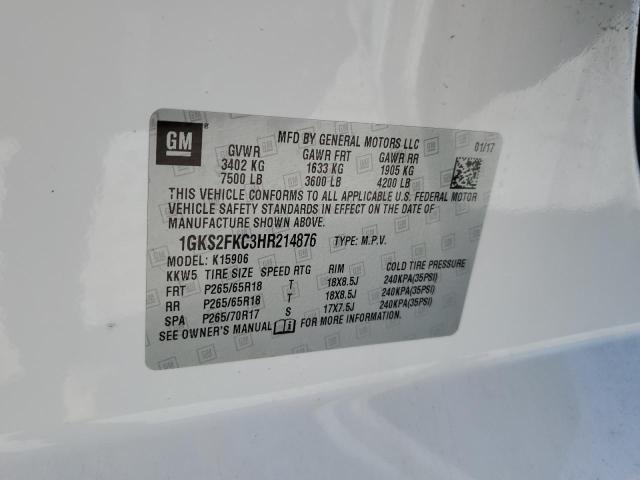 GM
MFD BY GENERAL MOTORS LLC
01/17
GVWR GAWR FRT GAWR RR
3402 KG 1633 KG 1905 KG
7500 LB 3600 LB 4200 LB
THIS VEHICLE CONFORMS TO ALL APPLICABLE U.S. FEDERAL MOTOR
VEHICLE SAFETY STANDARDS IN EFFECT ON THE DATE OF
MANUFACTURE SHOWN ABOVE.
1GKS2FKC3HR214876 TYPE: M.P.V.
MODEL: K15906
KKW5 TIRE SIZE SPEED RTG RIM COLD TIRE PRESSURE
FRT P265/65R18 T 18X8.5J 240KPA(35PSI)
RR P265/65R18 T 18X8.5J 240KPA(35PSI)
SPA P265/70R17 S 17X7.5J 240KPA(35PSI)
SEE OWNER'S MANUAL FOR MORE INFORMATION.